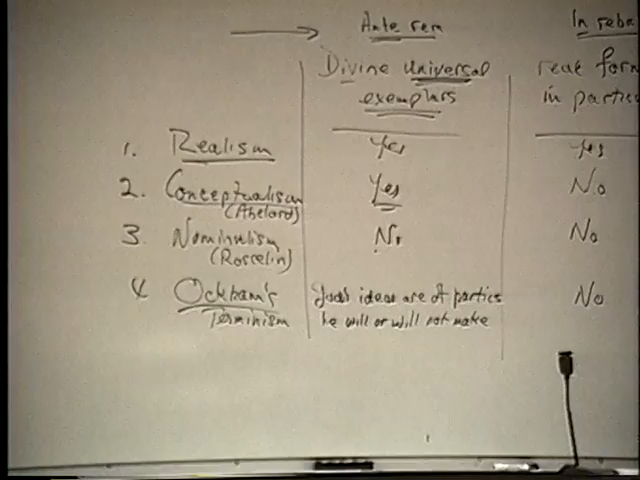 Ante rem In rebu
Divine universal real form
exemplars in partic
1. Realism Yes Yes
2. Conceptualism Yes No
(Abelard)
3 Nominalism No No
(Roscelin)
4 Ockham's God's ideas are of partics No
Terminism he will or will not make